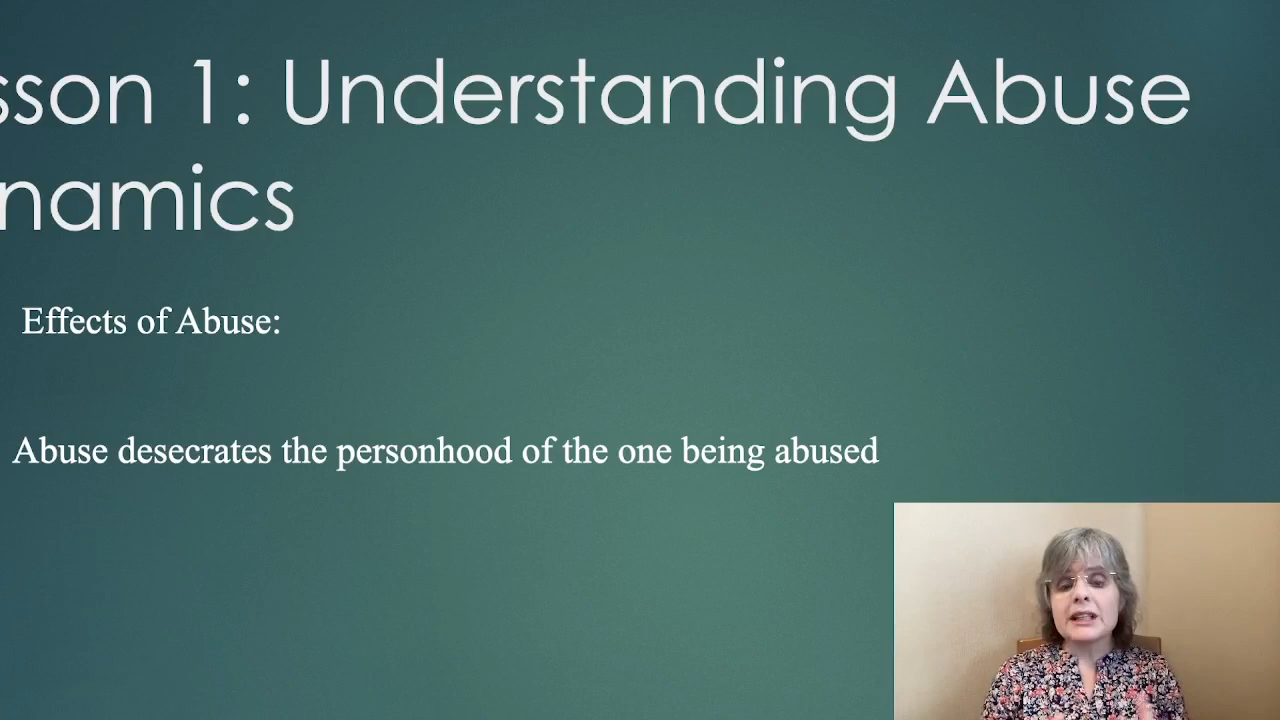 sson 1: Understanding Abuse
namics
Effects of Abuse:
Abuse desecrates the personhood of the one being abused